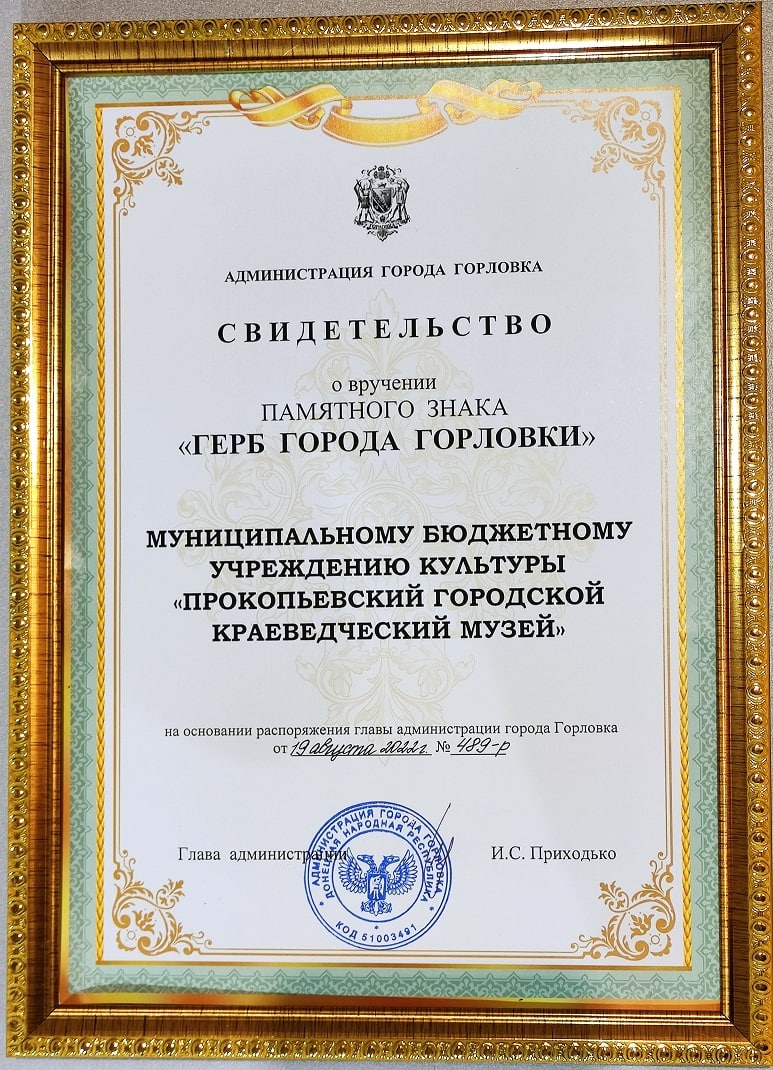 ГОРЛОВКА
АДМИНИСТРАЦИЯ ГОРОДА ГОРЛОВКА
СВИДЕТЕЛЬСТВО
о вручении
ПАМЯТНОГО ЗНАКА
«ГЕРБ ГОРОДА ГОРЛОВКИ»
МУНИЦИПАЛЬНОМУ БЮДЖЕТНОМУ
УЧРЕЖДЕНИЮ КУЛЬТУРЫ
«ПРОКОПЬЕВСКИЙ ГОРОДСКОЙ
КРАЕВЕДЧЕСКИЙ МУЗЕЙ»
на основании распоряжения главы администрации города Горловка
от 19 августа 2022 г. № 489-р
Глава администрации
И.С. Приходько
* АДМИНИСТРАЦИЯ ГОРОДА ГОРЛОВКА *
ДОНЕЦКАЯ НАРОДНАЯ РЕСПУБЛИКА
*
КОД 51003491